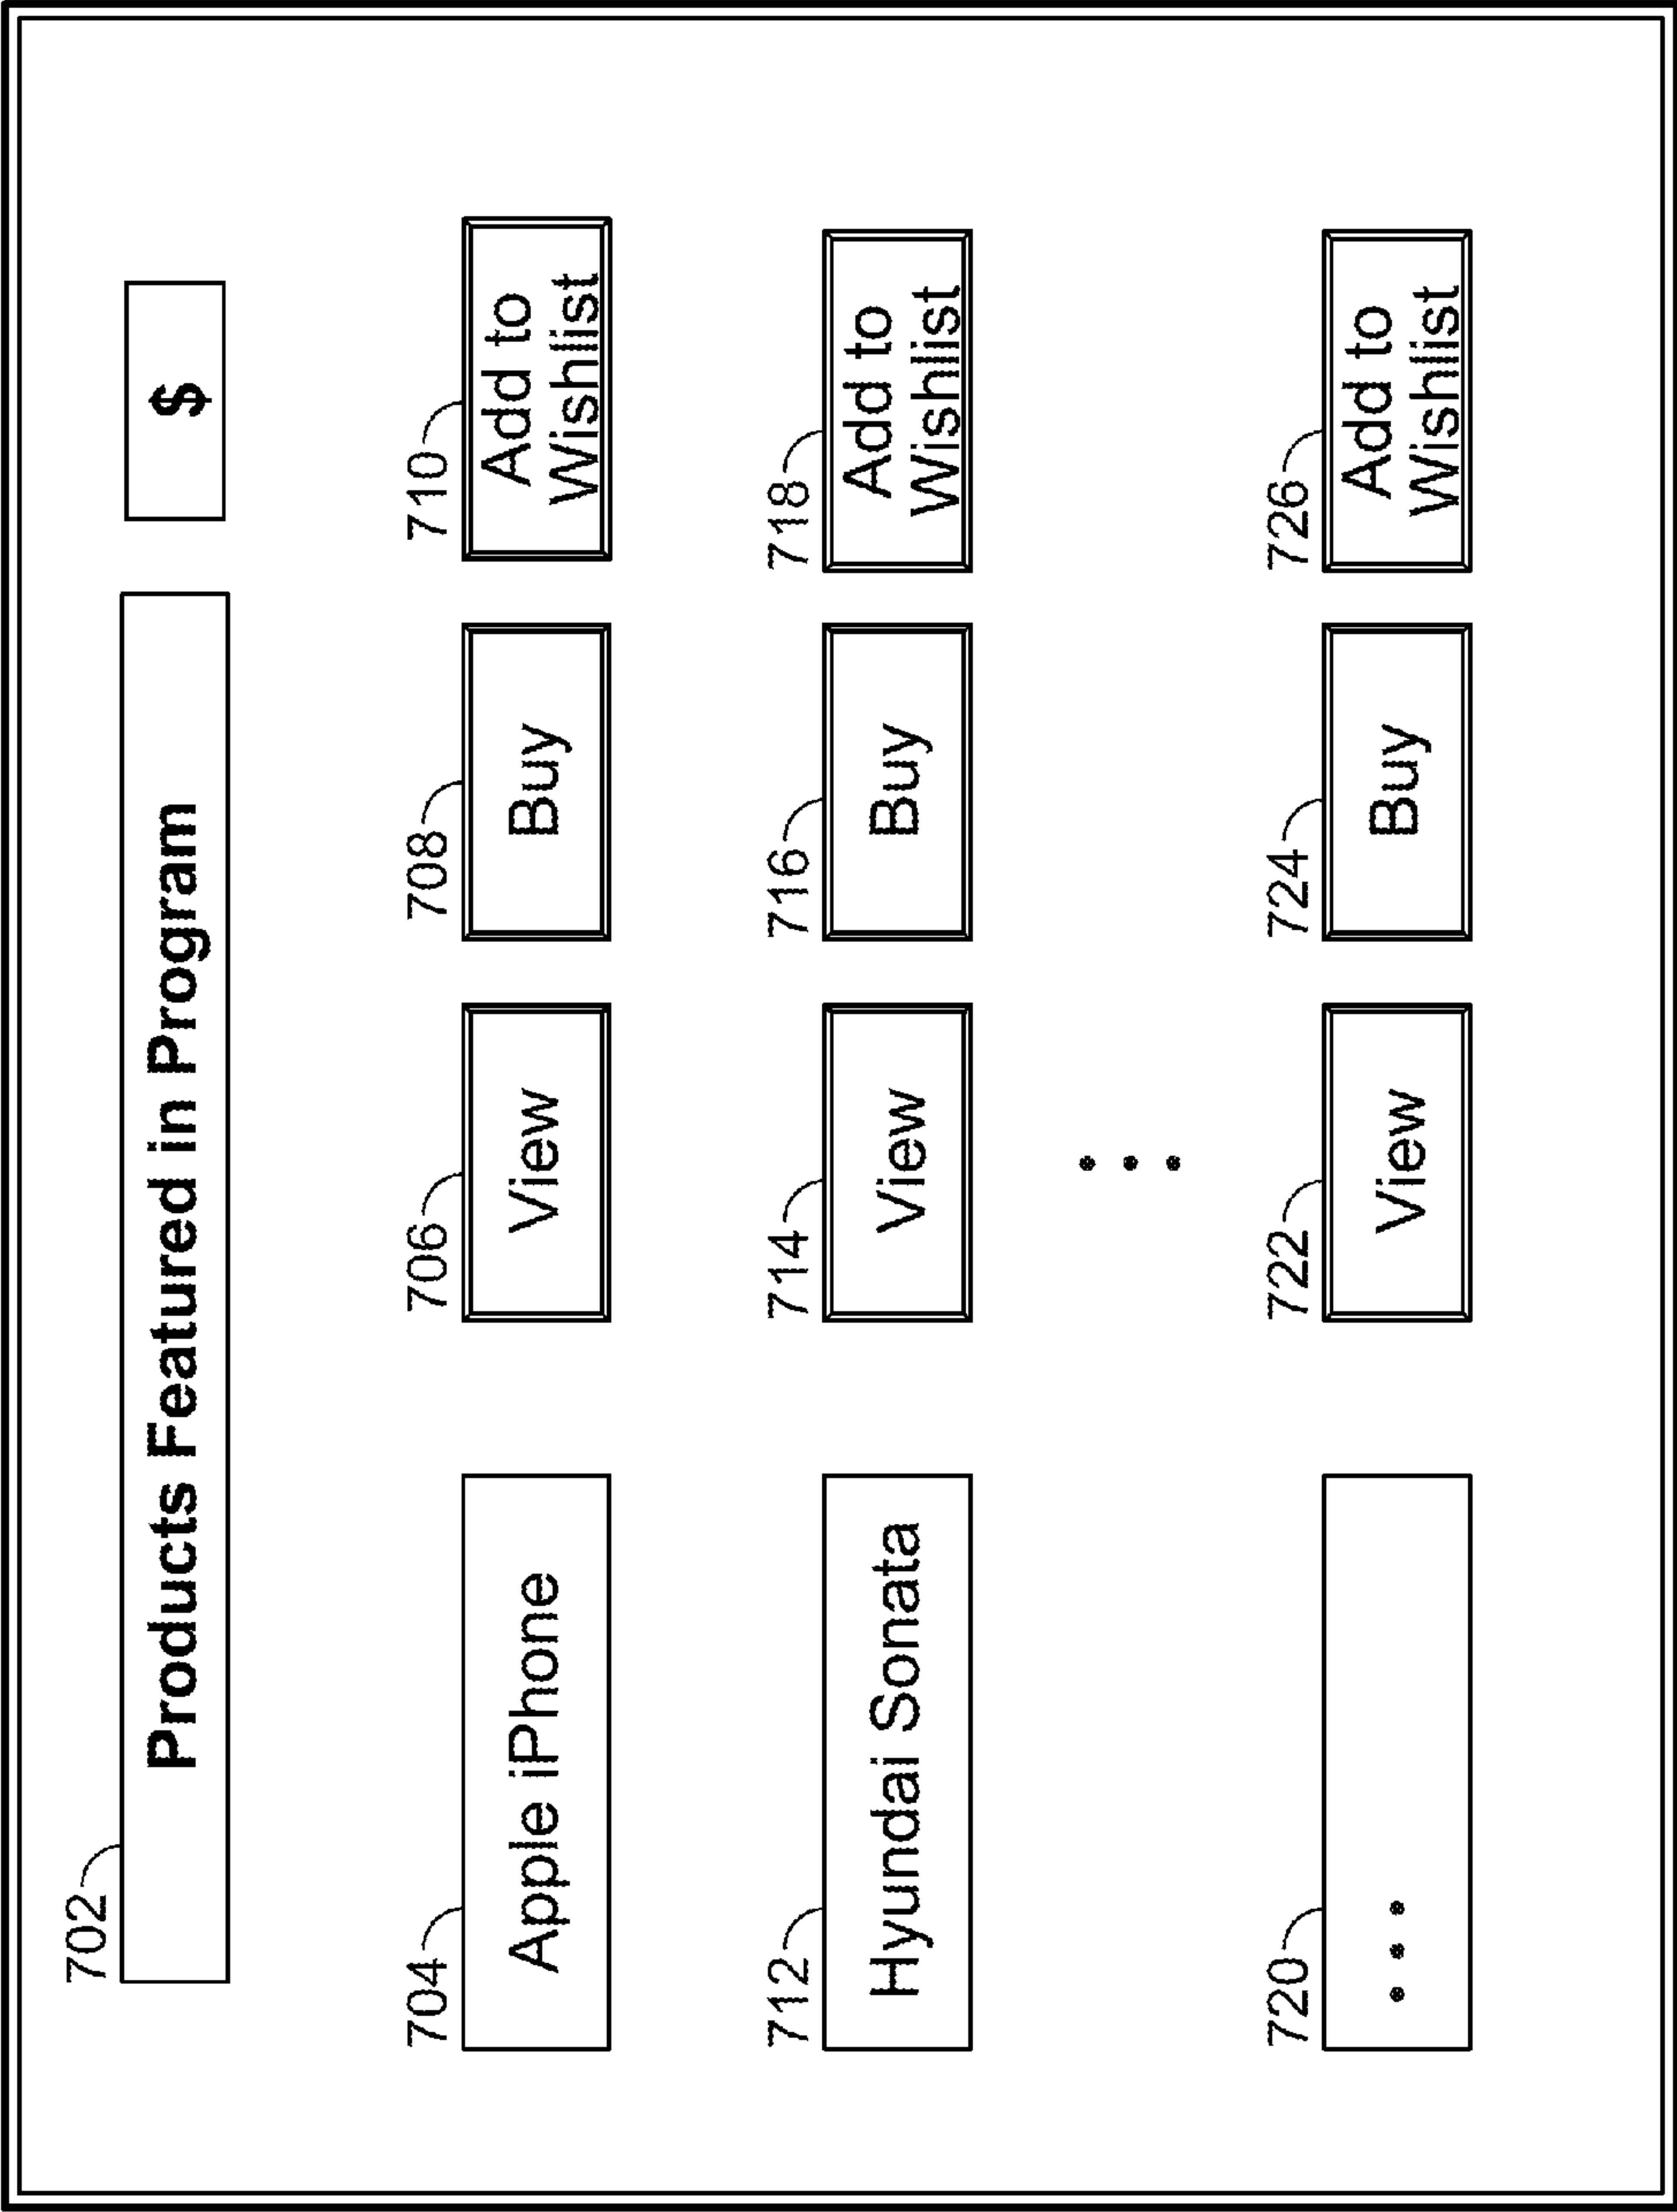 702
Products Featured in Program
$
704
706
708
710
Apple iPhone
View
Buy
Add to
Wishlist
712
714
716
718
Hyundai Sonata
View
Buy
Add to
Wishlist
720
722
724
726
• • •
View
Buy
Add to
Wishlist